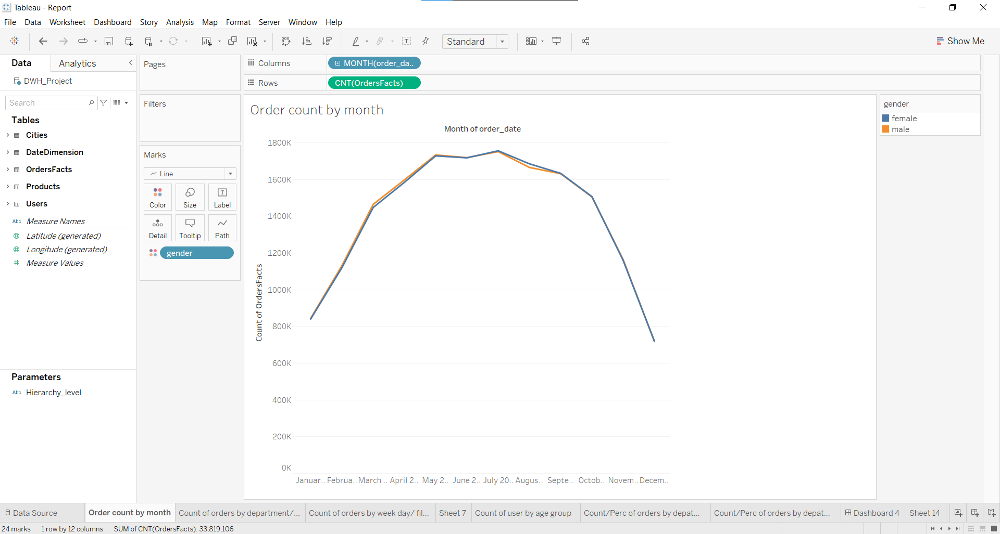 Tableau - Report
File Data Worksheet Dashboard Story Analysis Map Format Server Window Help
Standard
Show Me
Data Analytics
DWH_Project
Search
Tables
Cities
DateDimension
OrdersFacts
Products
Users
Abc Measure Names
Latitude (generated)
Longitude (generated)
# Measure Values
Parameters
Abc Hierarchy_level
Pages
Filters
Marks
Line
Color Size Label
Detail Tooltip Path
gender
Columns MONTH(order_da..
Rows CNT(OrdersFacts)
Order count by month
Month of order_date
Count of OrdersFacts
1800K
1600K
1400K
1200K
1000K
800K
600K
400K
200K
0K
Januar.. Februa.. March .. April 2.. May 2.. June 2.. July 20.. Augus.. Septe.. Octob.. Novem.. Decem..
gender
female
male
Data Source Order count by month Count of orders by department/... Count of orders by week day/ fil... Sheet 7 Count of user by age group Count/Perc of orders by depat... Count/Perc of orders by depat... Dashboard 4 Sheet 14
24 marks 1 row by 12 columns SUM of CNT(OrdersFacts): 33,819,106